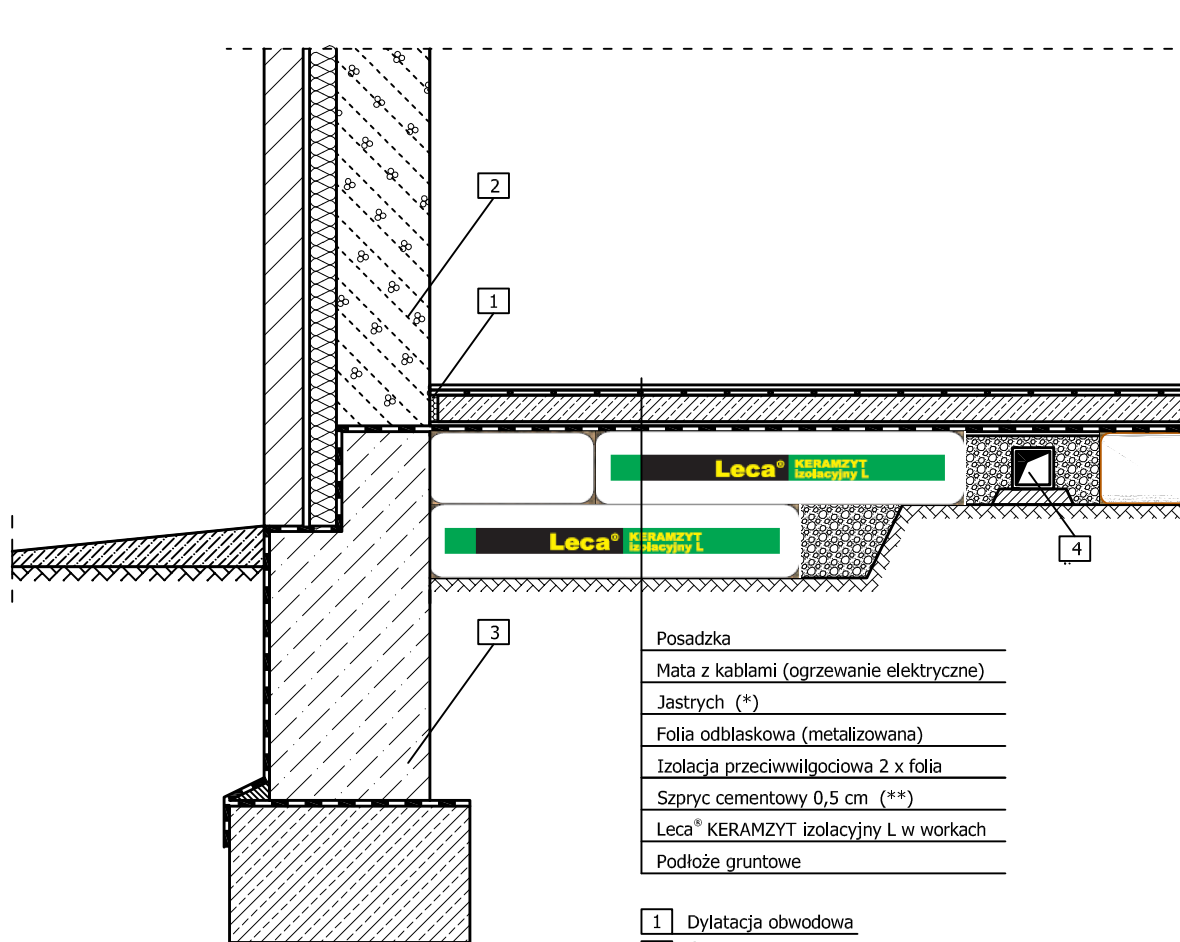 2
1
Leca® KERAMZYT
izolacyjny L
Leca® KERAMZYT
izolacyjny L
4
3
Posadzka
Mata z kablami (ogrzewanie elektryczne)
Jastrych (*)
Folia odblaskowa (metalizowana)
Izolacja przeciwwilgociowa 2 x folia
Szpryc cementowy 0,5 cm (**)
Leca® KERAMZYT izolacyjny L w workach
Podłoże gruntowe
1 Dylatacja obwodowa